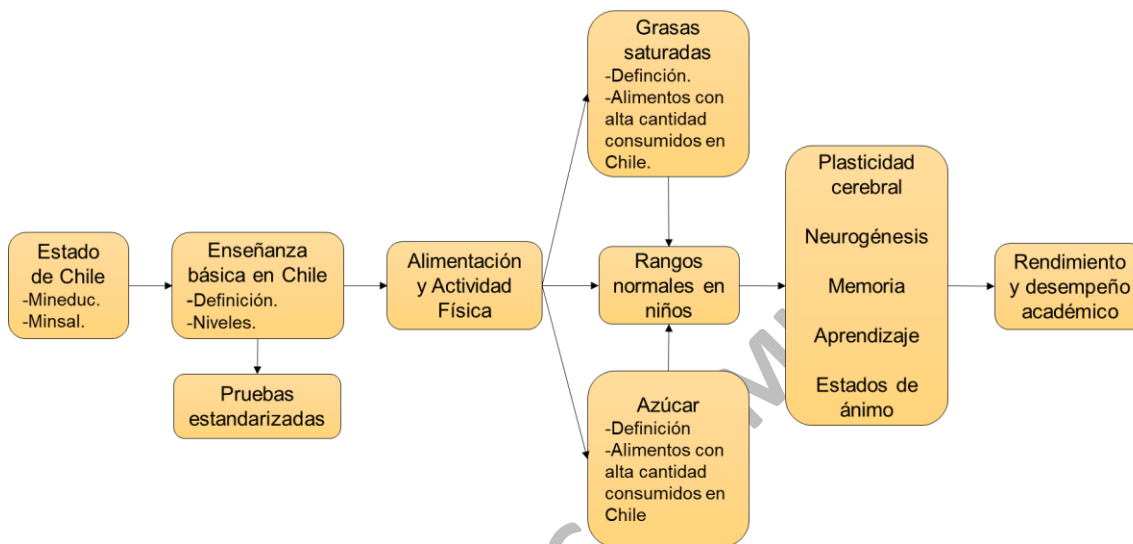 Estado
de Chile
-Mineduc.
-Minsal.
Enseñanza
básica en Chile
-Definición.
-Niveles.
Pruebas
estandarizadas
Alimentación
y Actividad
Física
Grasas
saturadas
-Definción.
-Alimentos con
alta cantidad
consumidos en
Chile.
Rangos
normales en
niños
Azúcar
-Definición
-Alimentos con
alta cantidad
consumidos en
Chile
Plasticidad
cerebral
Neurogénesis
Memoria
Aprendizaje
Estados de
ánimo
Rendimiento
y desempeño
académico